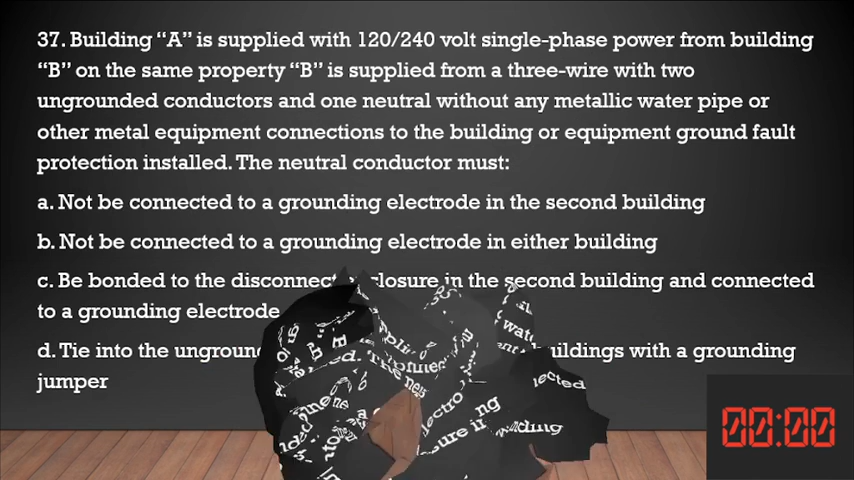 37. Building “A” is supplied with 120/240 volt single-phase power from building
“B” on the same property “B” is supplied from a three-wire with two
ungrounded conductors and one neutral without any metallic water pipe or
other metal equipment connections to the building or equipment ground fault
protection installed. The neutral conductor must:
a. Not be connected to a grounding electrode in the second building
b. Not be connected to a grounding electrode in either building
c. Be bonded to the in the second building and connected
to a grounding electrode
d. Tie into the with a grounding
jumper
00:00